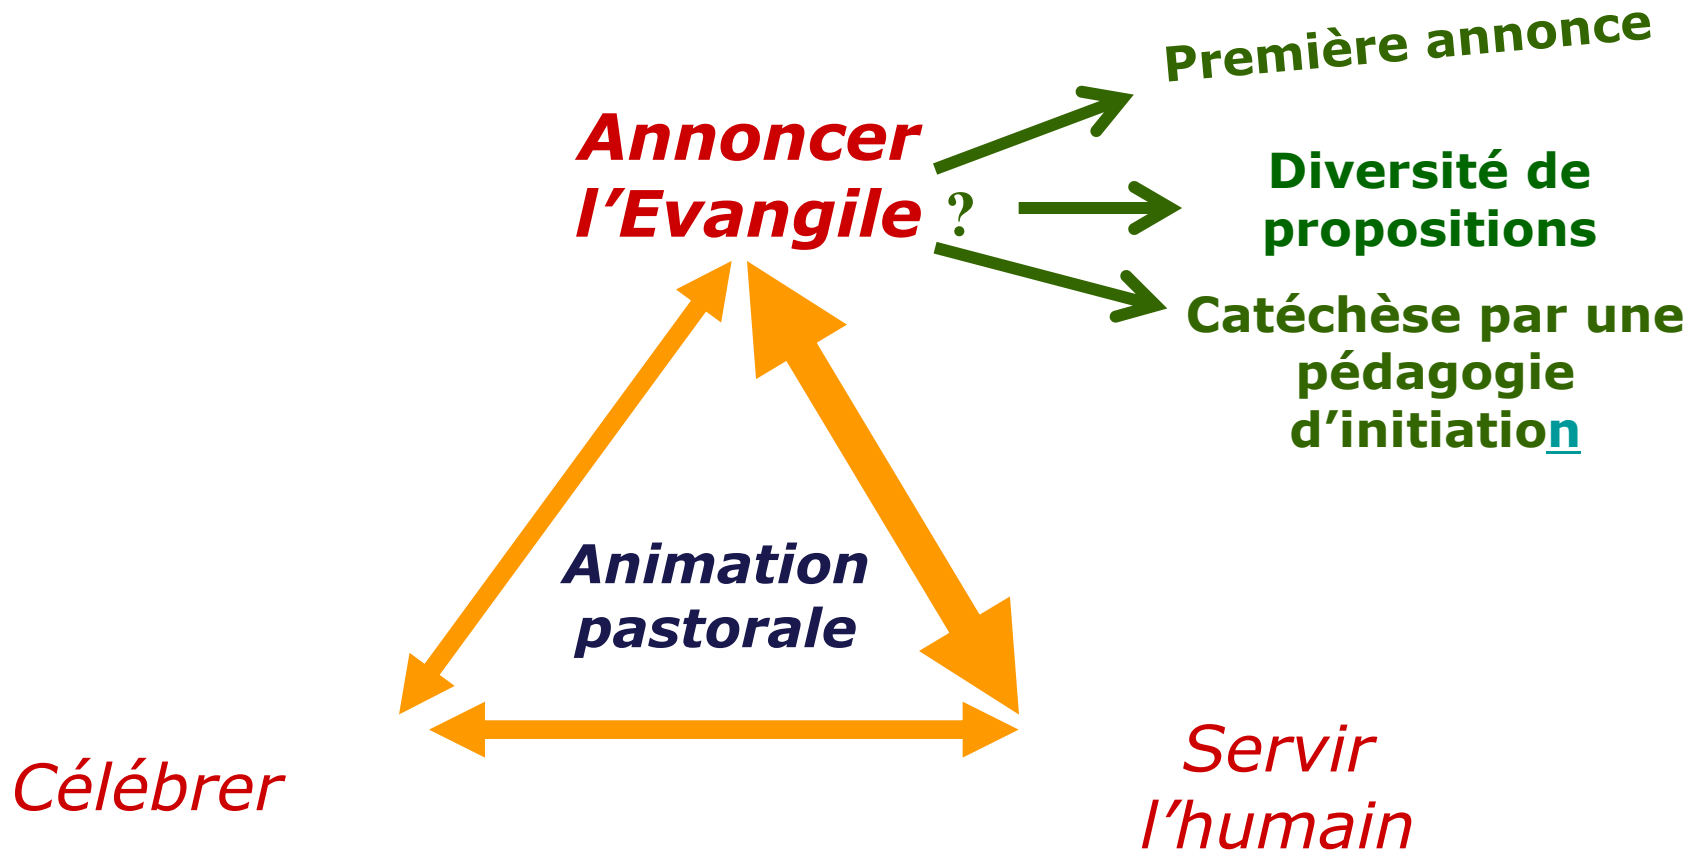 Première annonce
Annoncer
l’Evangile ?
Diversité de
propositions
Catéchèse par une
pédagogie
d’initiation
Animation
pastorale
Célébrer
Servir
l’humain